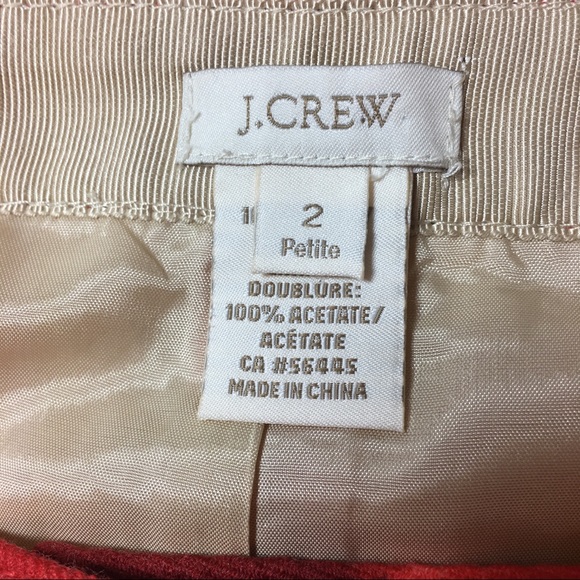 J.CREW
2
Petite
DOUBLURE:
100% ACETATE/
ACÉTATE
CA #56445
MADE IN CHINA